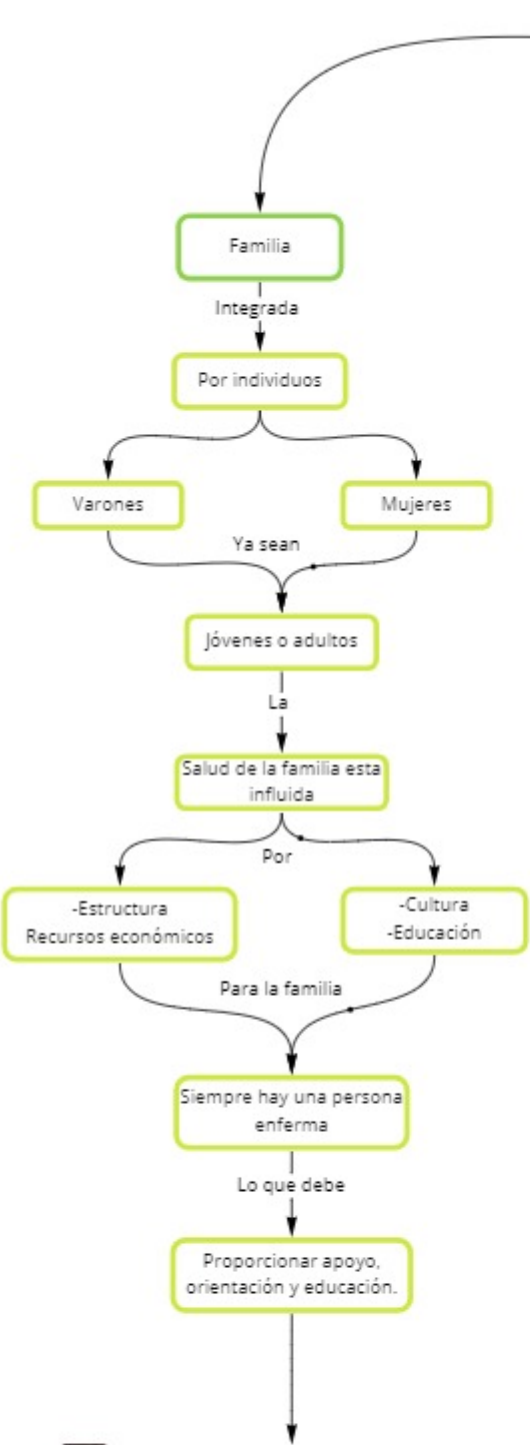 Familia
Integrada
Por individuos
Varones
Mujeres
Ya sean
Jóvenes o adultos
La
Salud de la familia esta
influida
Por
-Estructura
Recursos económicos
-Cultura
-Educación
Para la familia
Siempre hay una persona
enferma
Lo que debe
Proporcionar apoyo,
orientación y educación.